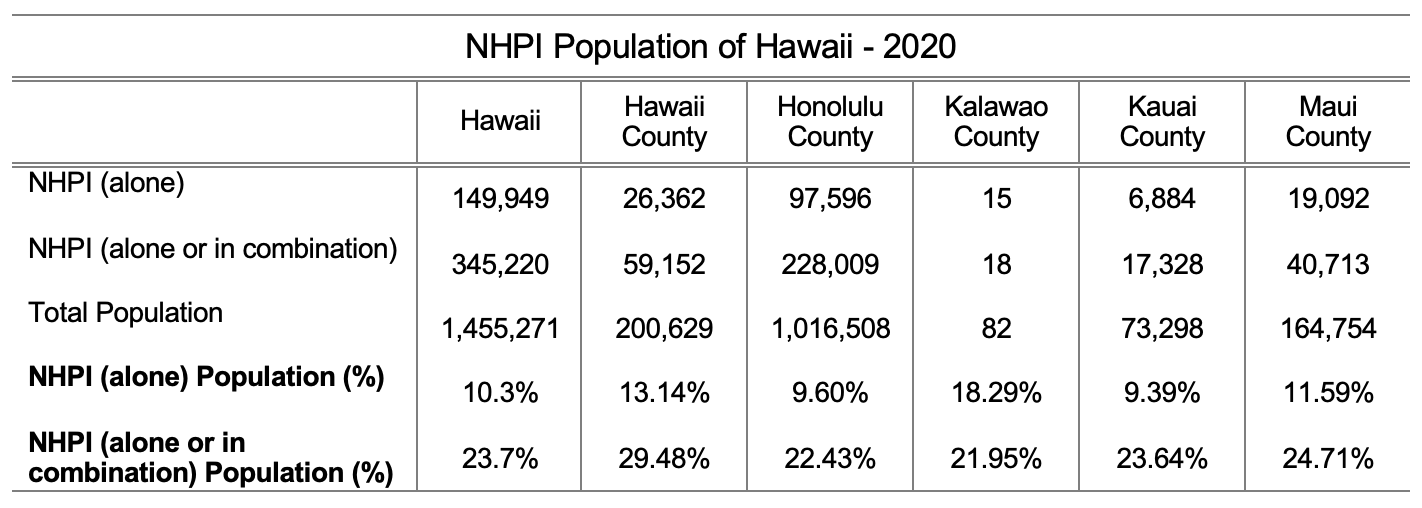 NHPI Population of Hawaii - 2020
Hawaii Hawaii County Honolulu County Kalawao County Kauai County Maui County
NHPI (alone) 149,949 26,362 97,596 15 6,884 19,092
NHPI (alone or in combination) 345,220 59,152 228,009 18 17,328 40,713
Total Population 1,455,271 200,629 1,016,508 82 73,298 164,754
NHPI (alone) Population (%) 10.3% 13.14% 9.60% 18.29% 9.39% 11.59%
NHPI (alone or in
combination) Population (%) 23.7% 29.48% 22.43% 21.95% 23.64% 24.71%